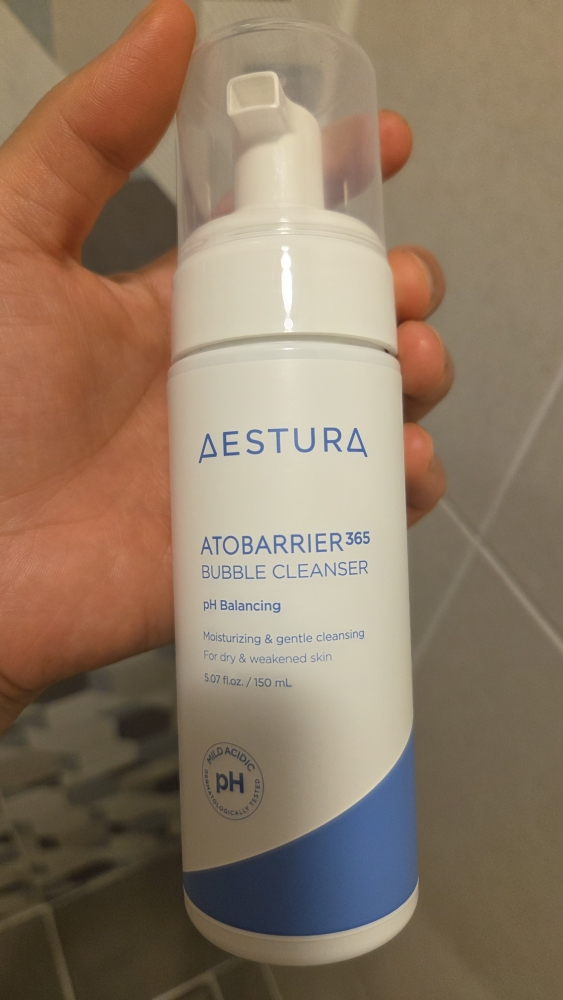 AESTURA
ATOBARRIER365
BUBBLE CLEANSER
pH Balancing
Moisturizing & gentle cleansing
For dry & weakened skin
5.07 fl.oz. / 150 mL
MILD ACIDIC
pH
DERMATOLOGICALLY TESTED